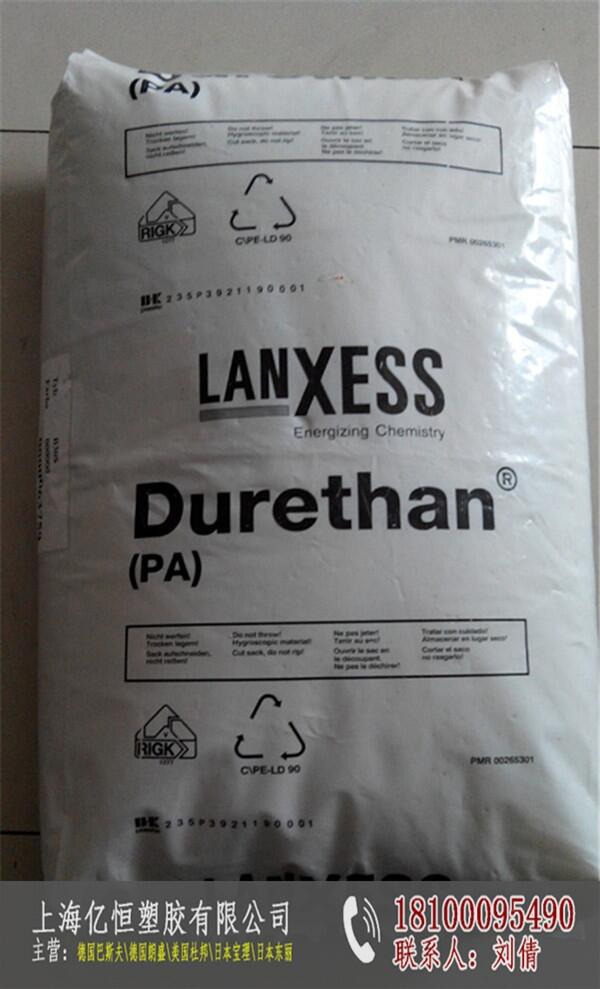 (PA)
Nicht werfen! Do not throw! Ne pas jeter! Tratar con cuidado!
Trocken lagern! Hygroscopic material! Tenir au sec! Almacenar en lugar seco!
Sack aufschneiden, Cut sack, do not rip! Ouvrir le sac en Cortar el saco
nicht reißen! le découpant. no rasgarlo!
Ne pas le déchirer!
RIGK
1277
C\PE-LD 90
PMR 00265301
235P3921190001
LANXESS
Energizing Chemistry
Durethan®
(PA)
Nicht werfen! Do not throw! Ne pas jeter! Tratar con cuidado!
Trocken lagern! Hygroscopic material! Tenir au sec! Almacenar en lugar seco!
Sack aufschneiden, Cut sack, do not rip! Ouvrir le sac en Cortar el saco
nicht reißen! le découpant. no rasgarlo!
Ne pas le déchirer!
RIGK
1277
C\PE-LD 90
PMR 00265301
235P3921190001
LANXESS
上海亿恒塑胶有限公司
主营：德国巴斯夫\德国朗盛\美国杜邦\日本宝理\日本东丽
18100095490
联系人：刘倩